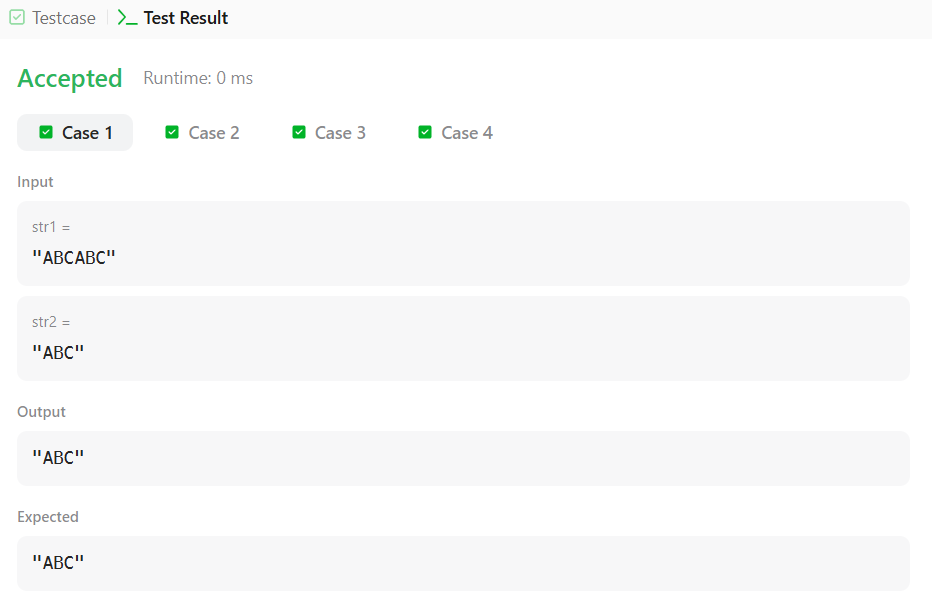 Testcase Test Result
Accepted Runtime: 0 ms
Case 1 Case 2 Case 3 Case 4
Input
str1 =
"ABCABC"
str2 =
"ABC"
Output
"ABC"
Expected
"ABC"